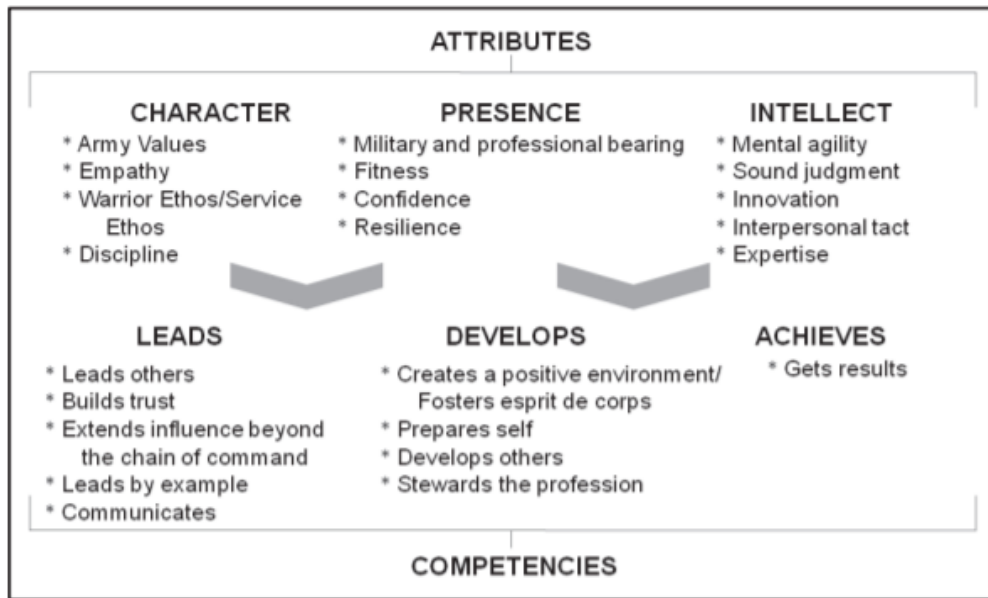 ATTRIBUTES
CHARACTER
* Army Values
* Empathy
* Warrior Ethos/Service
Ethos
* Discipline
PRESENCE
* Military and professional bearing
* Fitness
* Confidence
* Resilience
INTELLECT
* Mental agility
* Sound judgment
* Innovation
* Interpersonal tact
* Expertise
LEADS
* Leads others
* Builds trust
* Extends influence beyond
the chain of command
* Leads by example
* Communicates
DEVELOPS
* Creates a positive environment/
Fosters esprit de corps
* Prepares self
* Develops others
* Stewards the profession
ACHIEVES
* Gets results
COMPETENCIES